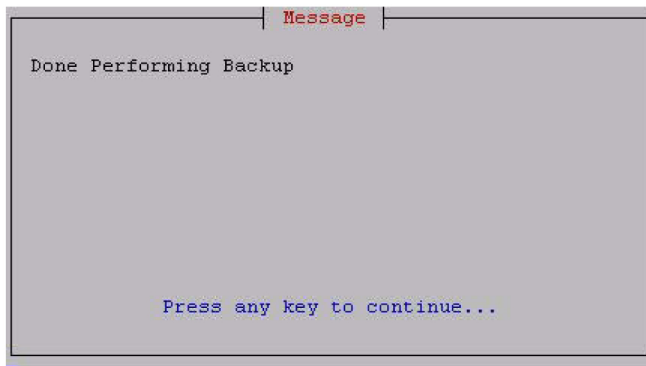 Message
Done Performing Backup
Press any key to continue...